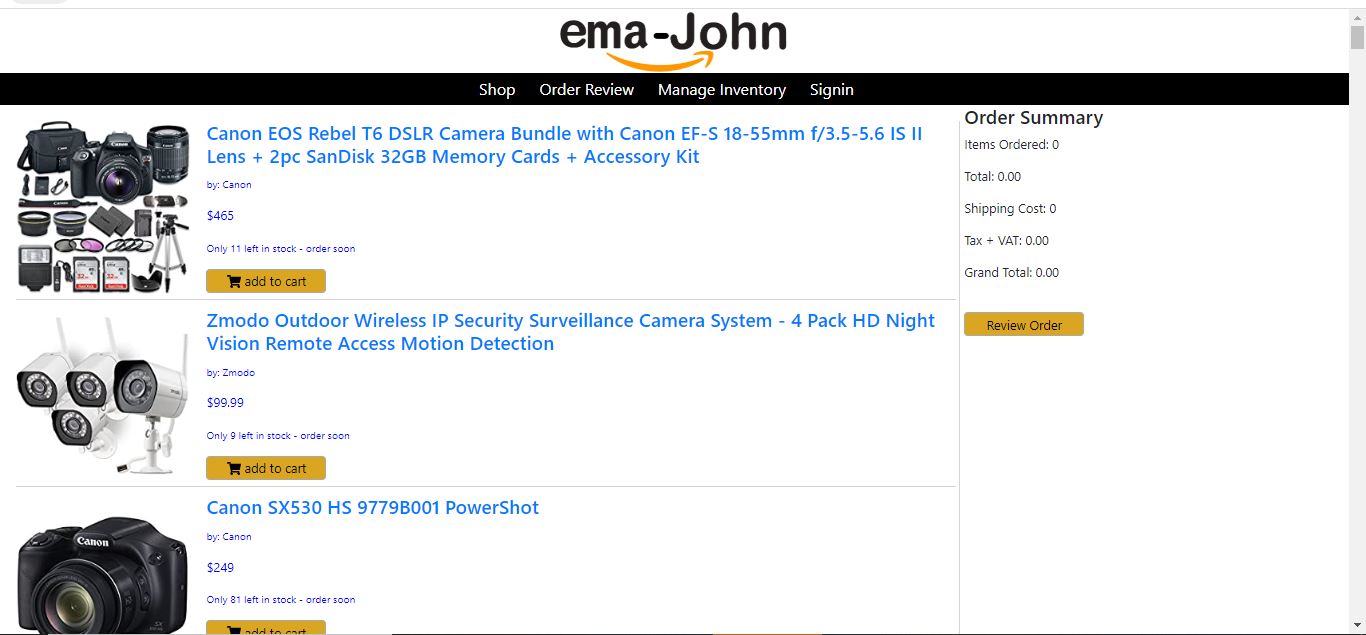 ema-John
Shop Order Review Manage Inventory Signin
Canon EOS Rebel T6 DSLR Camera Bundle with Canon EF-S 18-55mm f/3.5-5.6 IS II
Lens + 2pc SanDisk 32GB Memory Cards + Accessory Kit
by: Canon
$465
Only 11 left in stock - order soon
add to cart
Zmodo Outdoor Wireless IP Security Surveillance Camera System - 4 Pack HD Night
Vision Remote Access Motion Detection
by: Zmodo
$99.99
Only 9 left in stock - order soon
add to cart
Canon
Canon SX530 HS 9779B001 PowerShot
by: Canon
$249
Only 81 left in stock - order soon
add to cart
Order Summary
Items Ordered: 0
Total: 0.00
Shipping Cost: 0
Tax + VAT: 0.00
Grand Total: 0.00
Review Order